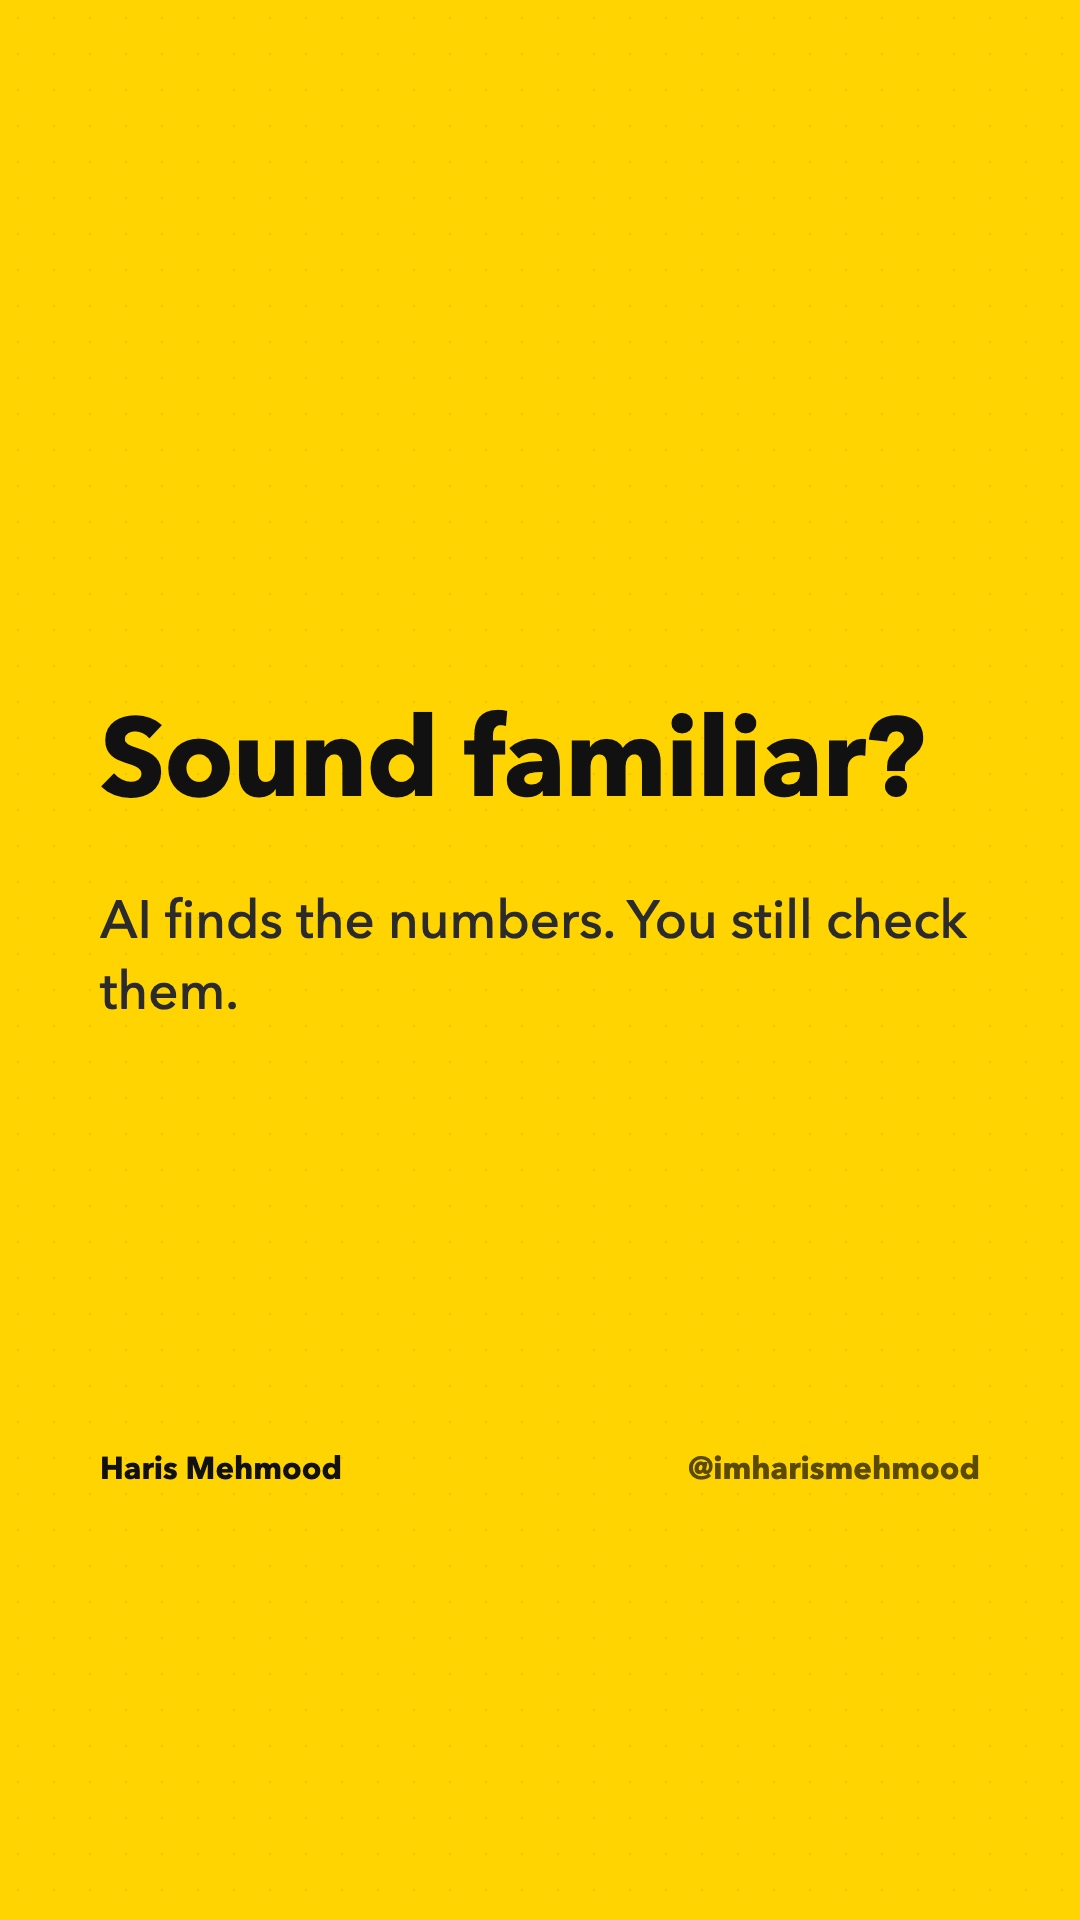 Sound familiar?
AI finds the numbers. You still check
them.
Haris Mehmood
@imharismehmood